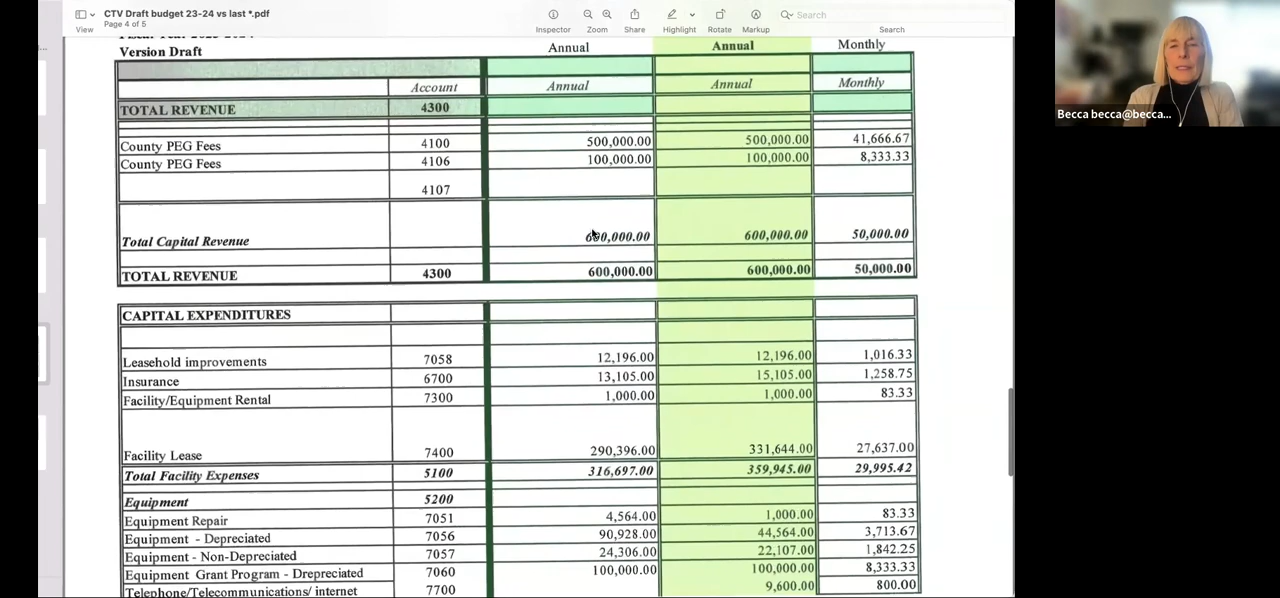 CTV Draft budget 23-24 vs last *.pdf
Page 4 of 5
View
Inspector
Zoom
Share
Highlight
Rotate
Markup
Search
Search
Version Draft Annual Annual Monthly
Account Annual Annual Monthly
TOTAL REVENUE 4300
County PEG Fees 4100 500,000.00 500,000.00 41,666.67
County PEG Fees 4106 100,000.00 100,000.00 8,333.33
4107
Total Capital Revenue 600,000.00 600,000.00 50,000.00
TOTAL REVENUE 4300 600,000.00 600,000.00 50,000.00
CAPITAL EXPENDITURES
Leasehold improvements 7058 12,196.00 12,196.00 1,016.33
Insurance 6700 13,105.00 15,105.00 1,258.75
Facility/Equipment Rental 7300 1,000.00 1,000.00 83.33
Facility Lease 7400 290,396.00 331,644.00 27,637.00
Total Facility Expenses 5100 316,697.00 359,945.00 29,995.42
Equipment 5200
Equipment Repair 7051 4,564.00 1,000.00 83.33
Equipment - Depreciated 7056 90,928.00 44,564.00 3,713.67
Equipment - Non-Depreciated 7057 24,306.00 22,107.00 1,842.25
Equipment Grant Program - Drepreciated 7060 100,000.00 100,000.00 8,333.33
Telephone/Telecommunications/ internet 7700 9,600.00 800.00
Becca becca@becca...